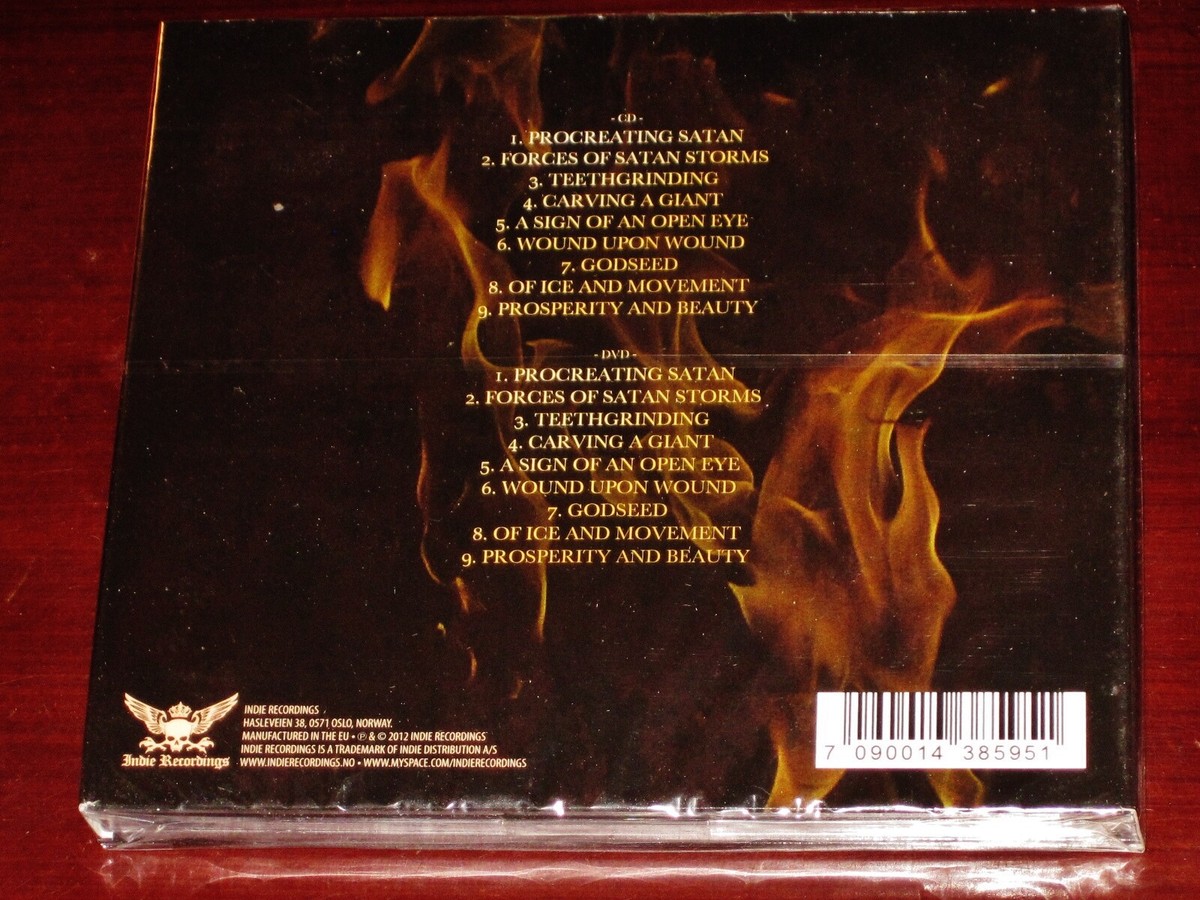 - CD -
1. PROCREATING SATAN
2. FORCES OF SATAN STORMS
3. TEETHGRINDING
4. CARVING A GIANT
5. A SIGN OF AN OPEN EYE
6. WOUND UPON WOUND
7. GODSEED
8. OF ICE AND MOVEMENT
9. PROSPERITY AND BEAUTY
- DVD -
1. PROCREATING SATAN
2. FORCES OF SATAN STORMS
3. TEETHGRINDING
4. CARVING A GIANT
5. A SIGN OF AN OPEN EYE
6. WOUND UPON WOUND
7. GODSEED
8. OF ICE AND MOVEMENT
9. PROSPERITY AND BEAUTY
Indie Recordings
INDIE RECORDINGS
HASLEVEIEN 38, 0571 OSLO, NORWAY.
MANUFACTURED IN THE EU • ℗ & © 2012 INDIE RECORDINGS
INDIE RECORDINGS IS A TRADEMARK OF INDIE DISTRIBUTION A/S
WWW.INDIERECORDINGS.NO • WWW.MYSPACE.COM/INDIERECORDINGS
7 090014 385951